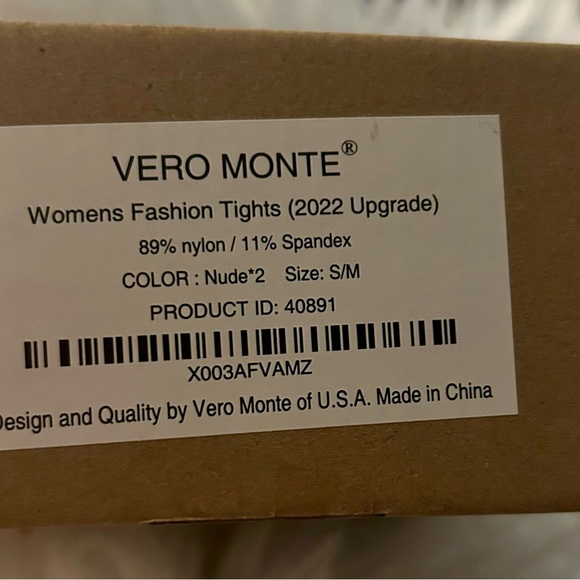 VERO MONTE®
Womens Fashion Tights (2022 Upgrade)
89% nylon / 11% Spandex
COLOR : Nude*2 Size: S/M
PRODUCT ID: 40891
X003AFVAMZ
Design and Quality by Vero Monte of U.S.A. Made in China